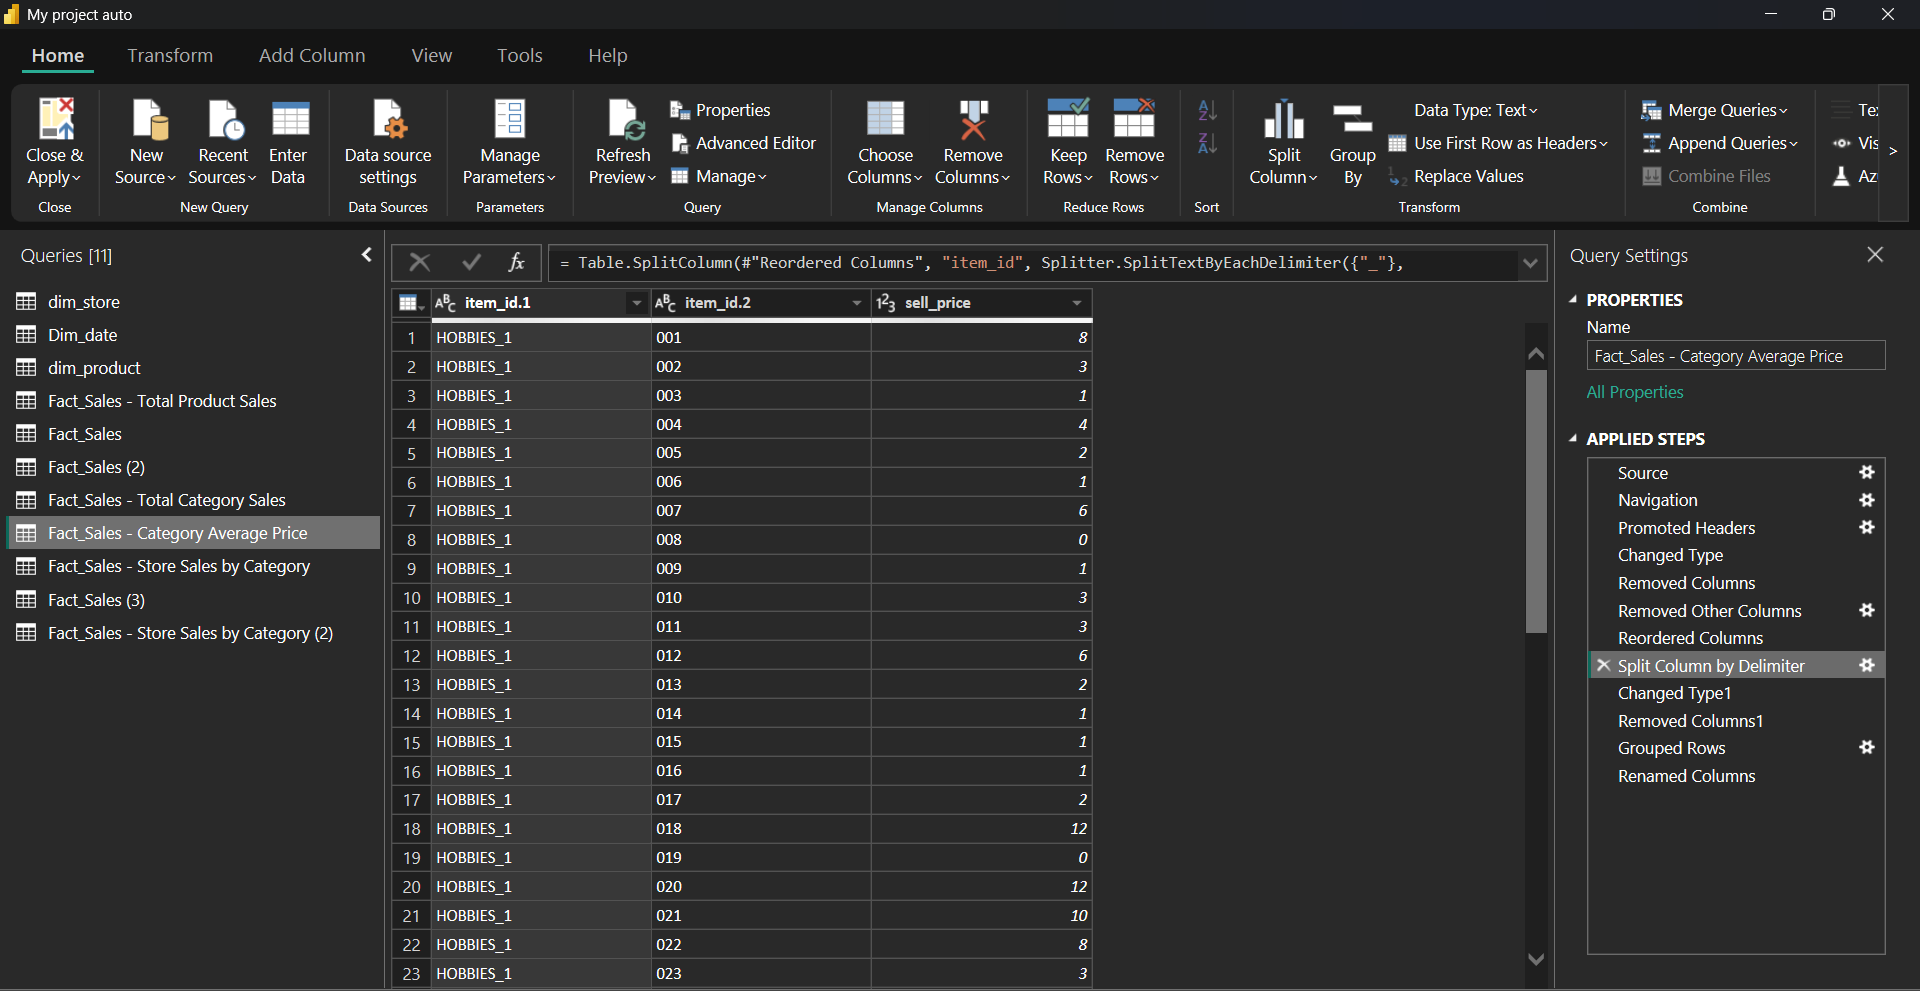 My project auto
Home Transform Add Column View Tools Help
Close & Apply
Close
New Source
Recent Sources
Enter Data
New Query
Data source settings
Data Sources
Manage Parameters
Parameters
Refresh Preview
Properties
Advanced Editor
Manage
Query
Choose Columns
Remove Columns
Manage Columns
Keep Rows
Remove Rows
Reduce Rows
A Z
Z A
Sort
Split Column
Group By
Data Type: Text
Use First Row as Headers
1 2 Replace Values
Transform
Merge Queries
Append Queries
Combine Files
Combine
Vis
Az
>
Queries [11]
dim_store
Dim_date
dim_product
Fact_Sales - Total Product Sales
Fact_Sales
Fact_Sales (2)
Fact_Sales - Total Category Sales
Fact_Sales - Category Average Price
Fact_Sales - Store Sales by Category
Fact_Sales (3)
Fact_Sales - Store Sales by Category (2)
fx = Table.SplitColumn(#"Reordered Columns", "item_id", Splitter.SplitTextByEachDelimiter({"_"},
ABC item_id.1 ABC item_id.2 123 sell_price
1 HOBBIES_1 001 8
2 HOBBIES_1 002 3
3 HOBBIES_1 003 1
4 HOBBIES_1 004 4
5 HOBBIES_1 005 2
6 HOBBIES_1 006 1
7 HOBBIES_1 007 6
8 HOBBIES_1 008 0
9 HOBBIES_1 009 1
10 HOBBIES_1 010 3
11 HOBBIES_1 011 3
12 HOBBIES_1 012 6
13 HOBBIES_1 013 2
14 HOBBIES_1 014 1
15 HOBBIES_1 015 1
16 HOBBIES_1 016 1
17 HOBBIES_1 017 2
18 HOBBIES_1 018 12
19 HOBBIES_1 019 0
20 HOBBIES_1 020 12
21 HOBBIES_1 021 10
22 HOBBIES_1 022 8
23 HOBBIES_1 023 3
Query Settings
PROPERTIES
Name
Fact_Sales - Category Average Price
All Properties
APPLIED STEPS
Source
Navigation
Promoted Headers
Changed Type
Removed Columns
Removed Other Columns
Reordered Columns
Split Column by Delimiter
Changed Type1
Removed Columns1
Grouped Rows
Renamed Columns